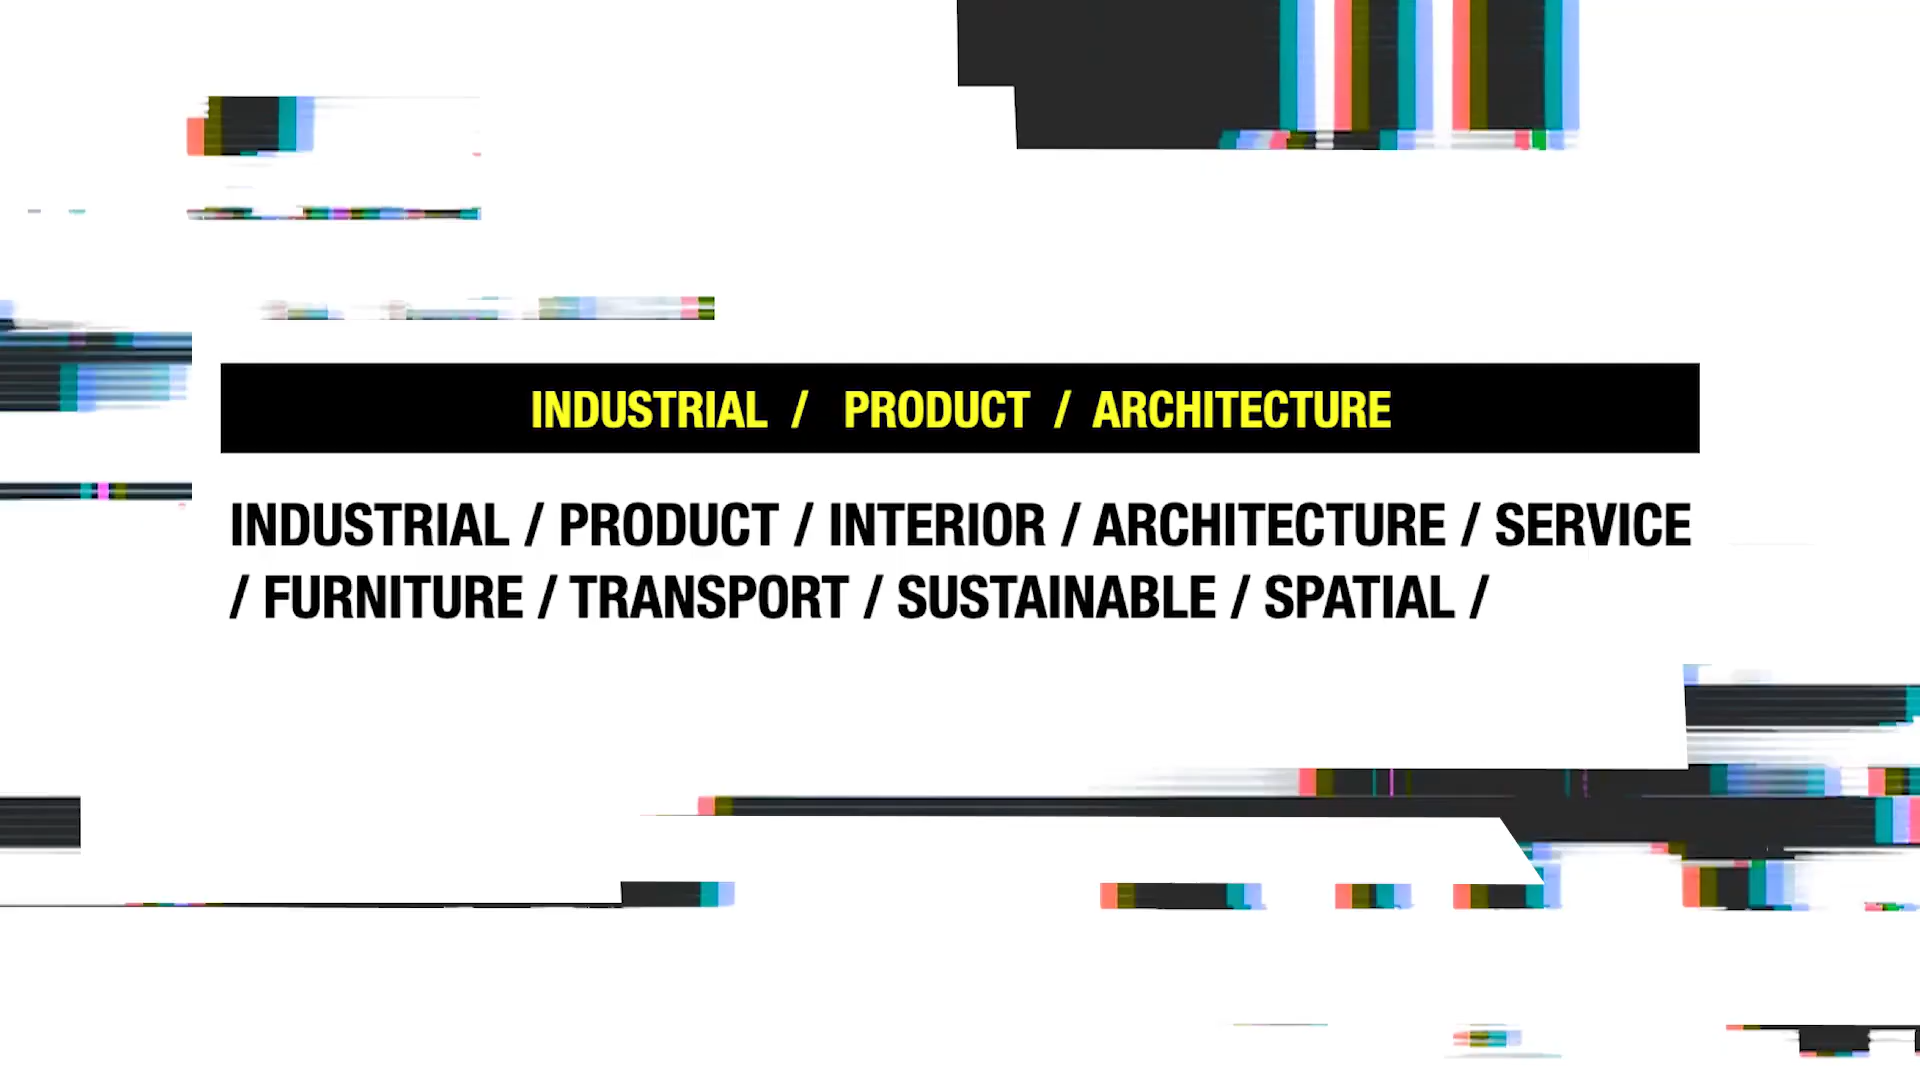 INDUSTRIAL / PRODUCT / ARCHITECTURE
INDUSTRIAL / PRODUCT / INTERIOR / ARCHITECTURE / SERVICE
/ FURNITURE / TRANSPORT / SUSTAINABLE / SPATIAL /